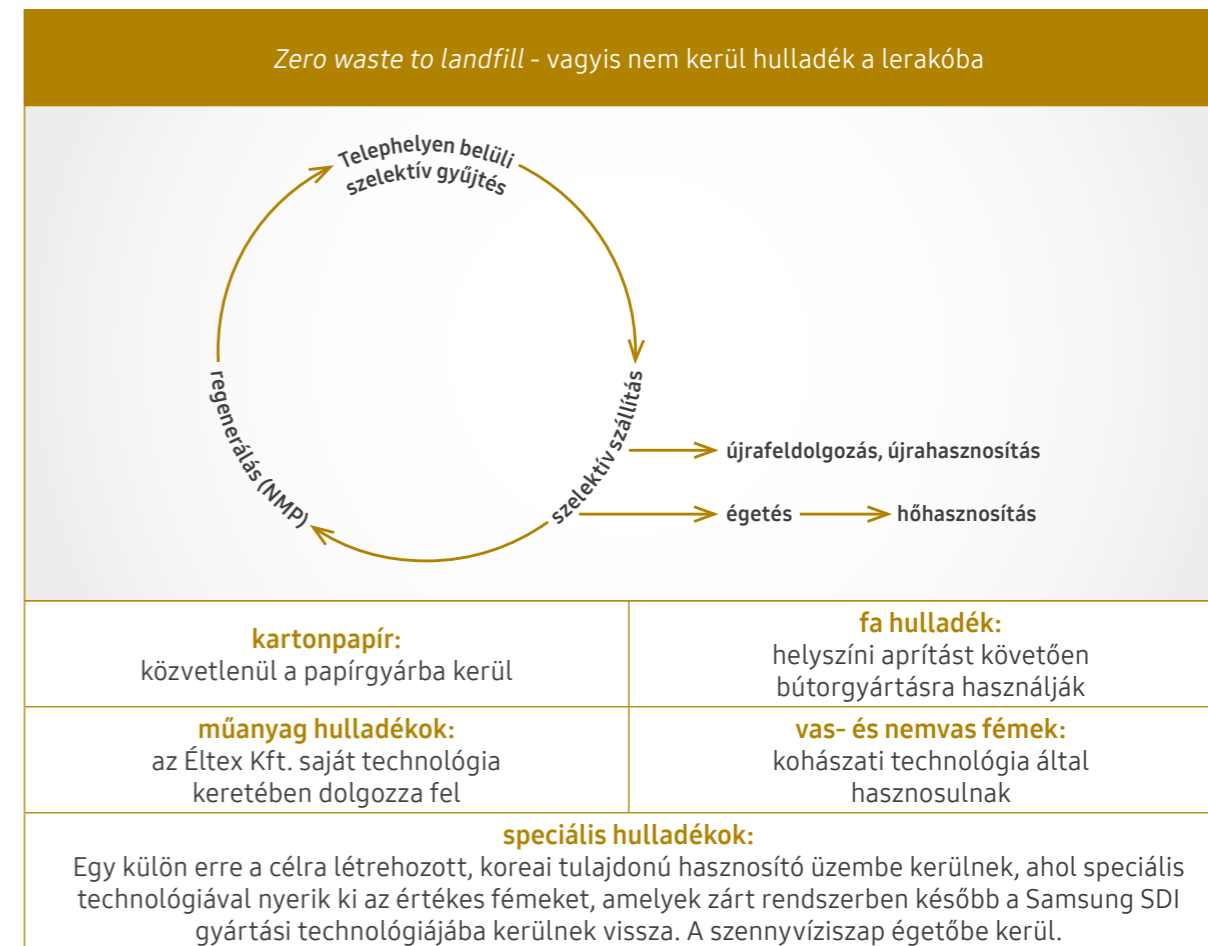 Zero waste to landfill - vagyis nem kerül hulladék a lerakóba
Telephelyen belüli
szelektív gyűjtés
szelektív szállítás
újrafeldolgozás, újrahasznosítás
égetés
hőhasznosítás
regenerálás (NMP)
kartonpapír:
közvetlenül a papírgyárba kerül
fa hulladék:
helyszíni aprítást követően
bútorgyártásra használják
műanyag hulladékok:
az Éltex Kft. saját technológia
keretében dolgozza fel
vas- és nemvas fémek:
kohászati technológia által
hasznosulnak
speciális hulladékok:
Egy külön erre a célra létrehozott, koreai tulajdonú hasznosító üzembe kerülnek, ahol speciális
technológiával nyerik ki az értékes fémeket, amelyek zárt rendszerben később a Samsung SDI
gyártási technológiájába kerülnek vissza. A szennyvíziszap égetőbe kerül.